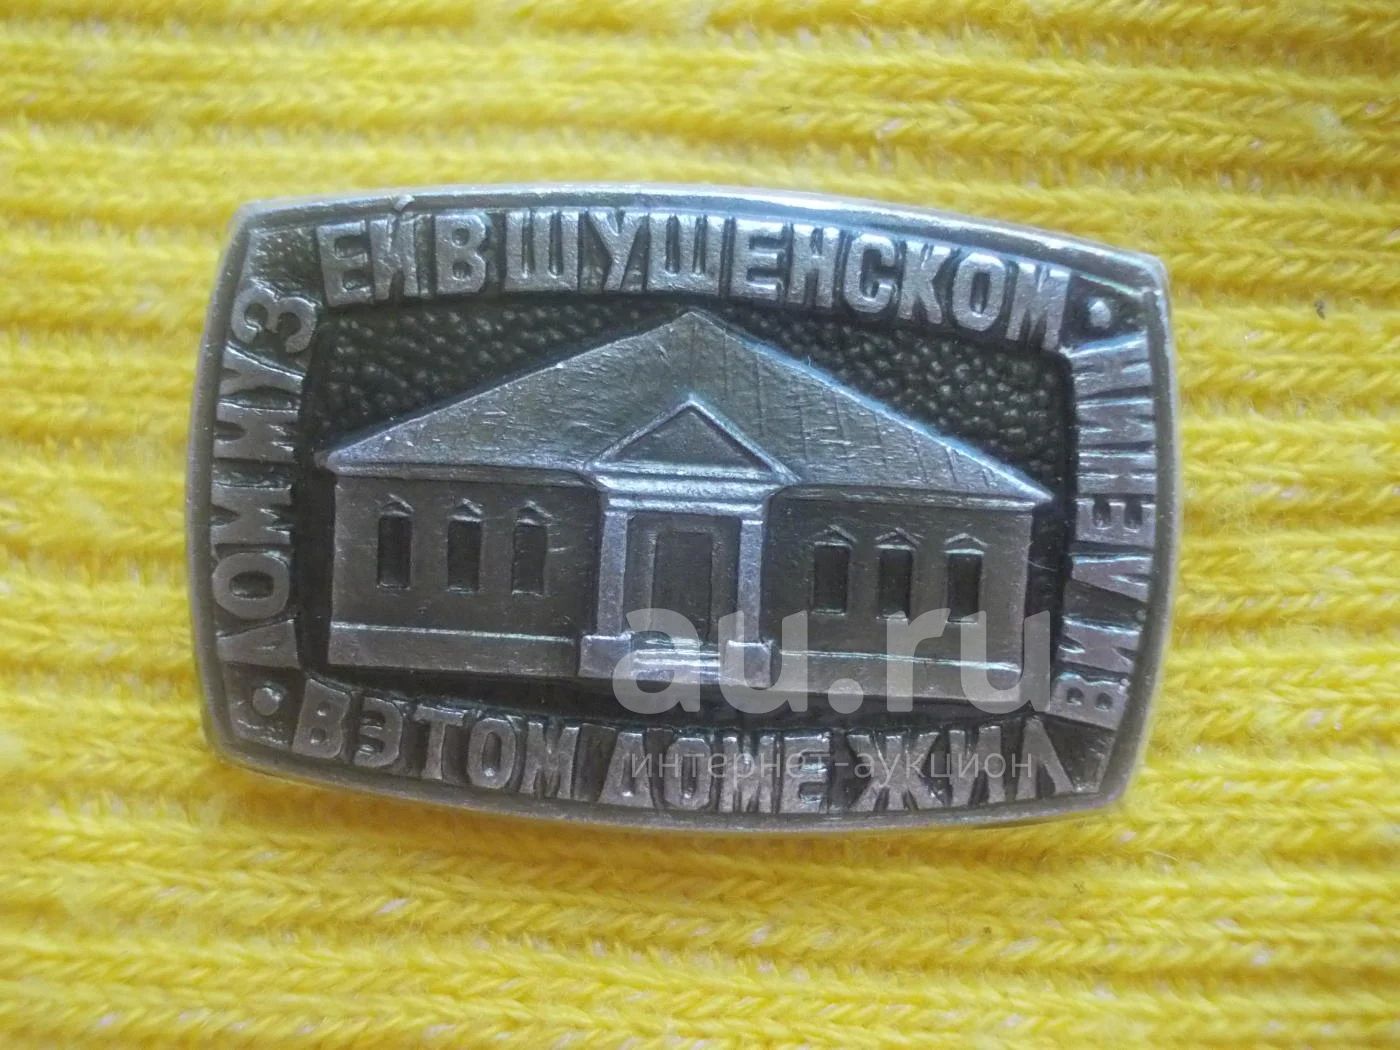 ДОМ МУЗЕЙ В ШУШЕНСКОМ •
В ЭТОМ ДОМЕ ЖИЛ В.И.ЛЕНИН •
au.ru
интернет-аукцион